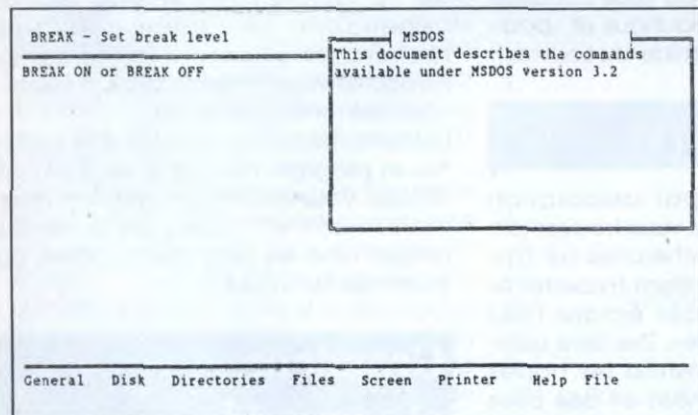 BREAK - Set break level
MSDOS
This document describes the commands
available under MSDOS version 3.2
BREAK ON or BREAK OFF
General Disk Directories Files Screen Printer Help File